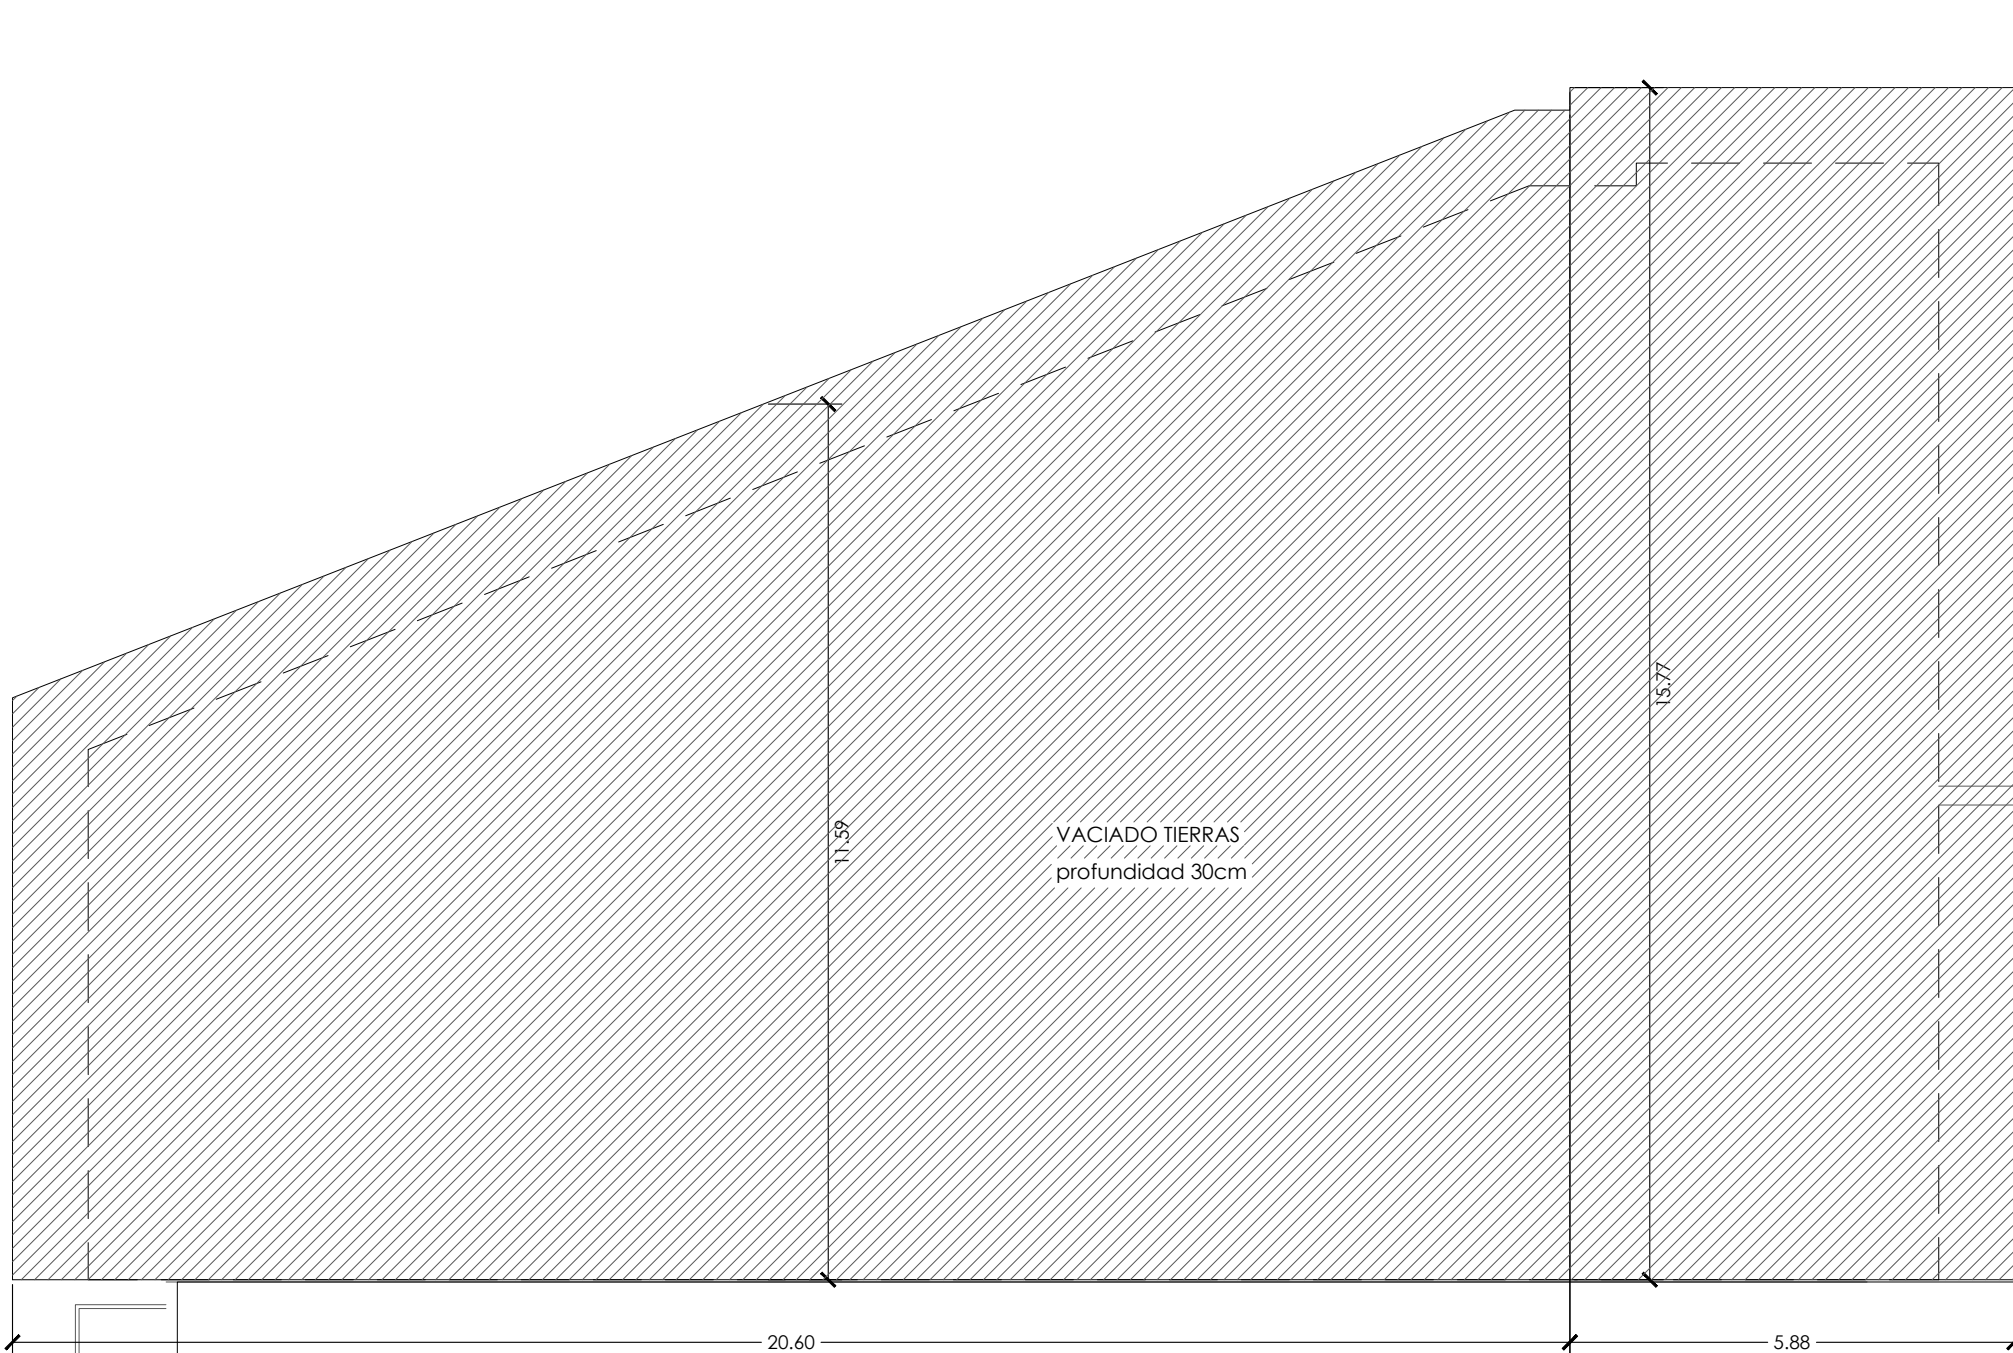 15.77
11.59
VACIADO TIERRAS
profundidad 30cm
20.60
5.88